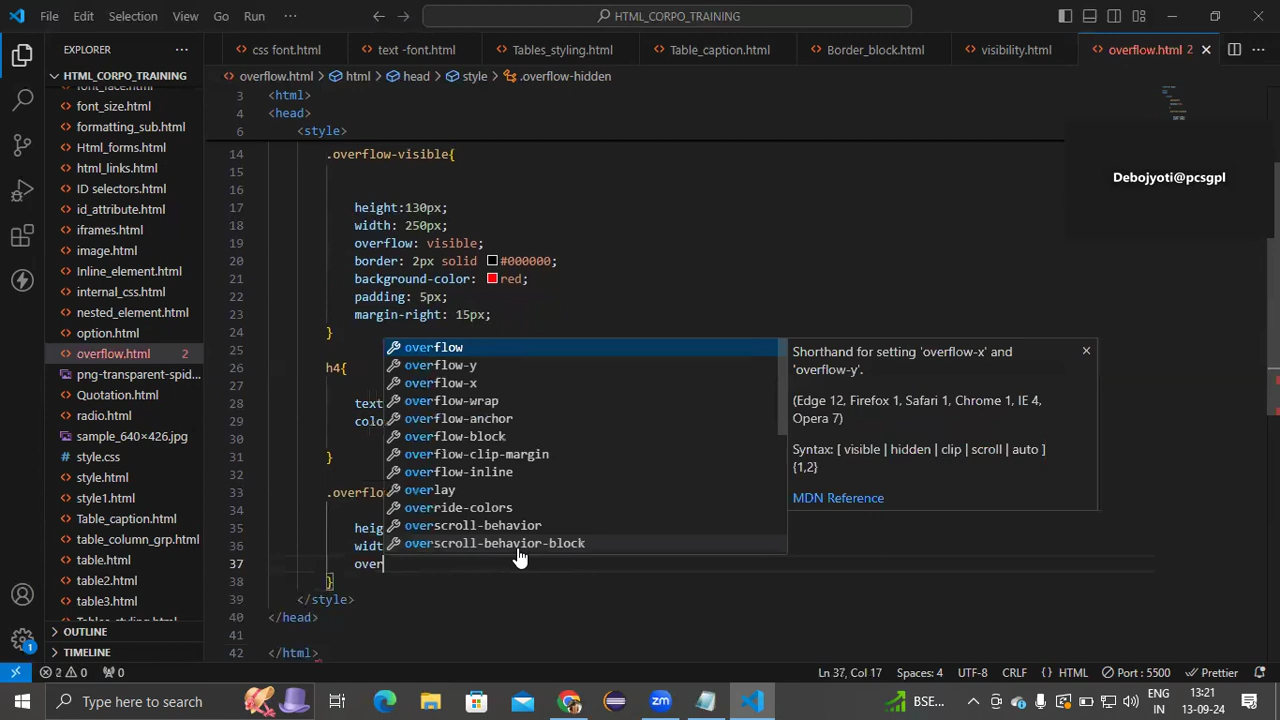 File Edit Selection View Go Run ··· HTML_CORPO_TRAINING
EXPLORER ··· css font.html text -font.html Tables_styling.html Table_caption.html Border_block.html visibility.html overflow.html 2
HTML_CORPO_TRAINING
overflow.html > html > head > style > .overflow-hidden
font_size.html
formatting_sub.html
Html_forms.html
html_links.html
ID selectors.html
id_attribute.html
iframes.html
image.html
Inline_element.html
internal_css.html
nested_element.html
option.html
overflow.html 2
png-transparent-spid...
Quotation.html
radio.html
sample_640×426.jpg
style.css
style.html
style1.html
Table_caption.html
table_column_grp.html
table.html
table2.html
table3.html
OUTLINE
TIMELINE
3 <html>
4 <head>
6 <style>
14 .overflow-visible{
15
16
17 height:130px;
18 width: 250px;
19 overflow: visible;
20 border: 2px solid #000000;
21 background-color: red;
22 padding: 5px;
23 margin-right: 15px;
24 }
25
26 h4{
27
28 text
29 colo
30
31 }
32
33 .overflow
34
35 heig
36 widt
37 over
38 }
39 </style>
40 </head>
41
42 </html>
overflow
overflow-y
overflow-x
overflow-wrap
overflow-anchor
overflow-block
overflow-clip-margin
overflow-inline
overlay
override-colors
overscroll-behavior
overscroll-behavior-block
Shorthand for setting 'overflow-x' and
'overflow-y'.
(Edge 12, Firefox 1, Safari 1, Chrome 1, IE 4,
Opera 7)
Syntax: [ visible | hidden | clip | scroll | auto ]
{1,2}
MDN Reference
Debojyoti@pcsgpl
2 0 0 Ln 37, Col 17 Spaces: 4 UTF-8 CRLF {} HTML Port : 5500 Prettier
Type here to search BSE... ENG IN 13:21 13-09-24